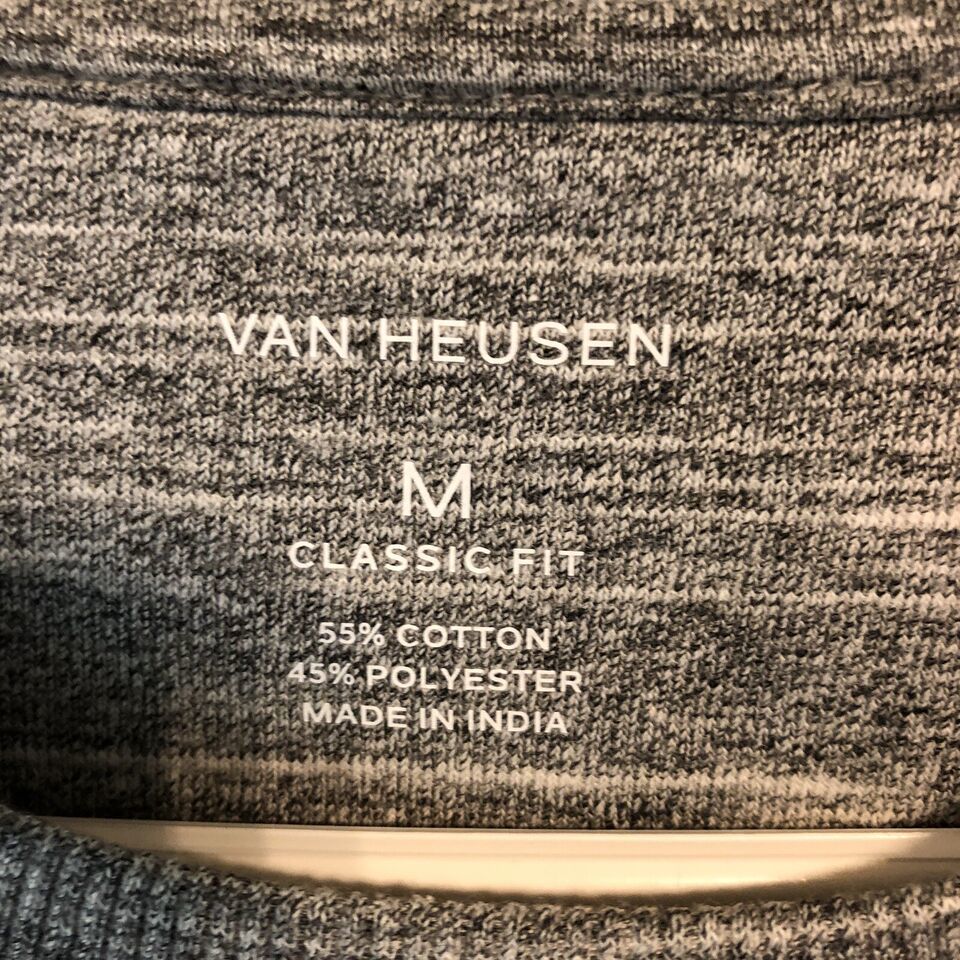 VAN HEUSEN
M
CLASSIC FIT
55% COTTON
45% POLYESTER
MADE IN INDIA